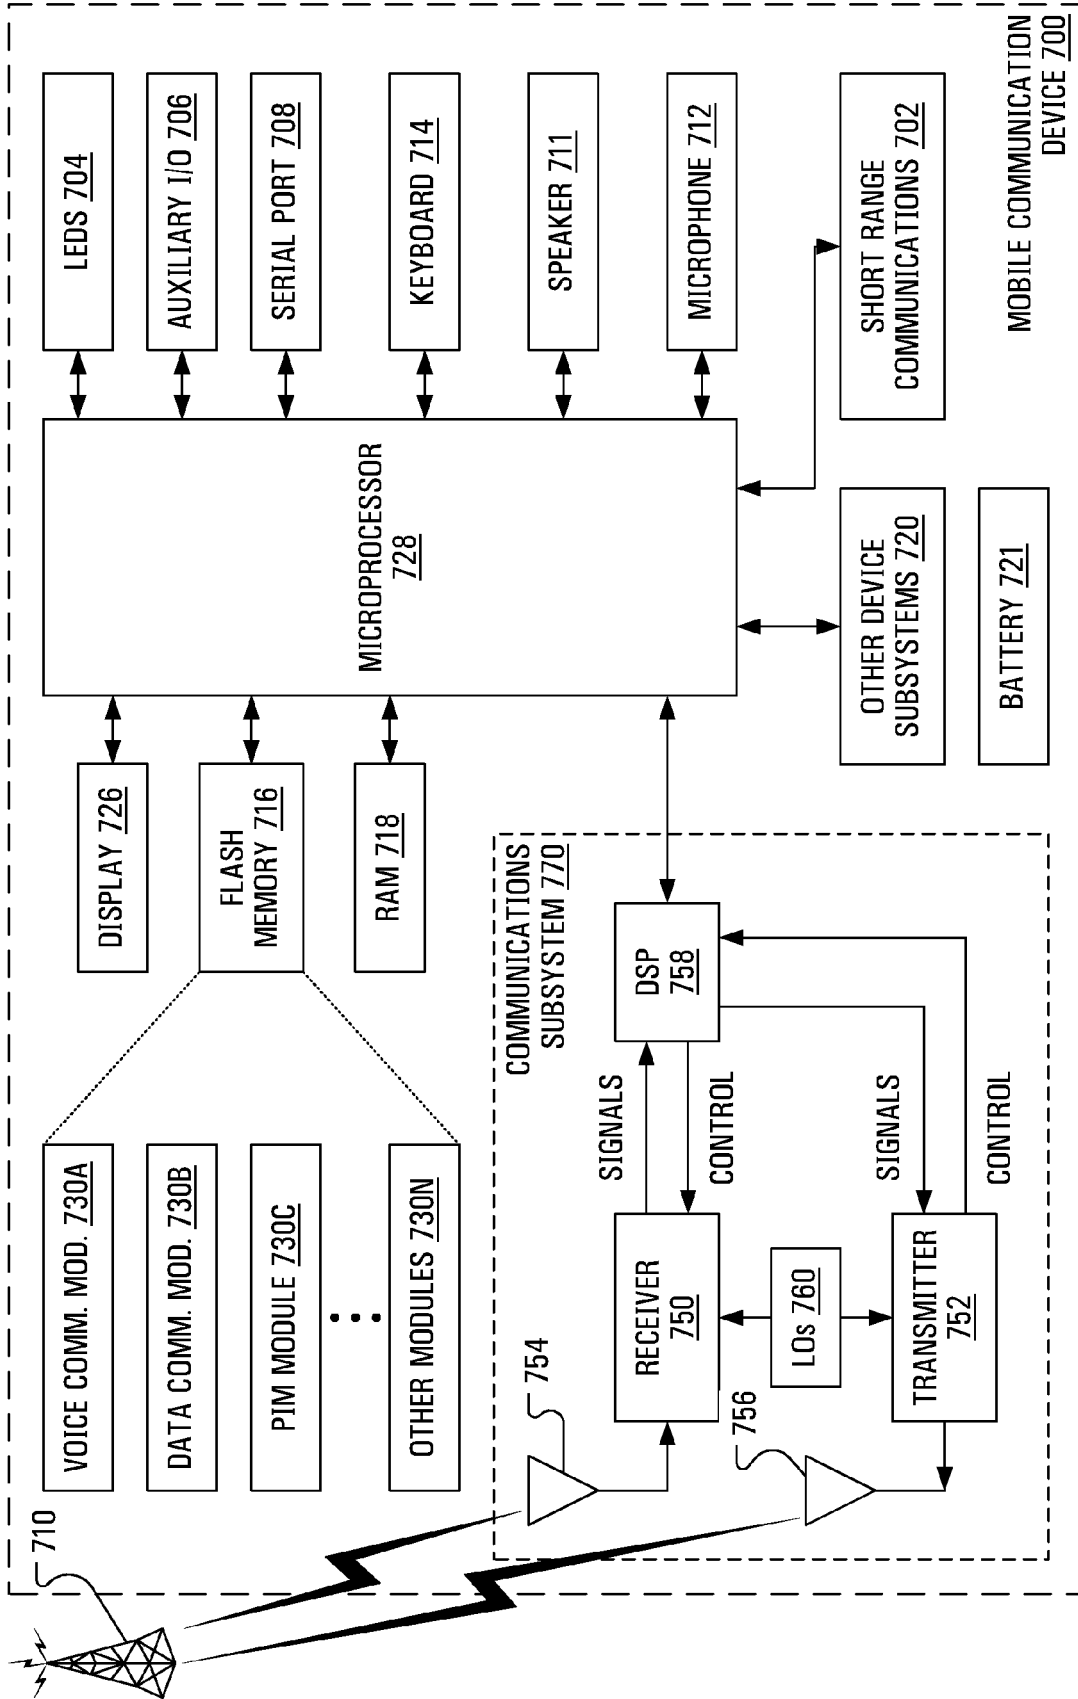 710
VOICE COMM. MOD. 730A
DATA COMM. MOD. 730B
PIM MODULE 730C
OTHER MODULES 730N
DISPLAY 726
FLASH
MEMORY 716
RAM 718
MICROPROCESSOR
728
LEDS 704
AUXILIARY I/O 706
SERIAL PORT 708
KEYBOARD 714
SPEAKER 711
MICROPHONE 712
SHORT RANGE
COMMUNICATIONS 702
OTHER DEVICE
SUBSYSTEMS 720
BATTERY 721
COMMUNICATIONS
SUBSYSTEM 770
754
756
RECEIVER
750
SIGNALS
CONTROL
DSP
758
LOs 760
TRANSMITTER
752
SIGNALS
CONTROL
MOBILE COMMUNICATION
DEVICE 700